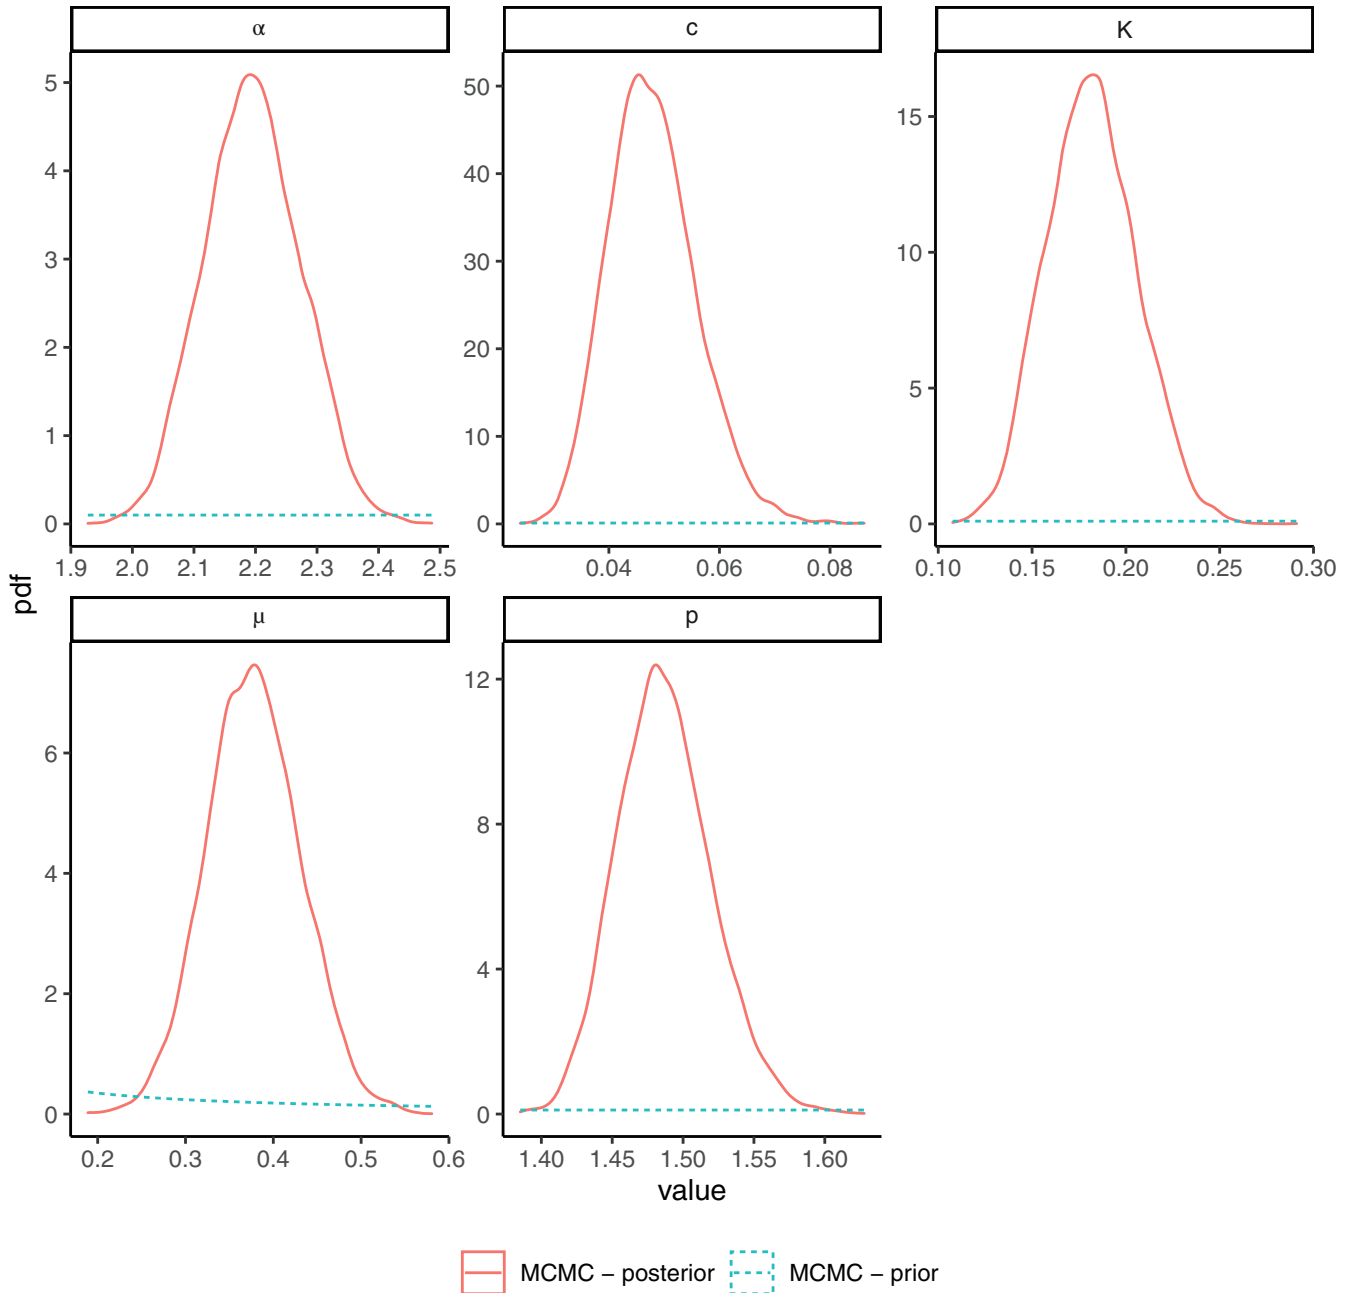 α c K
5 4 3 2 1 0
1.9 2.0 2.1 2.2 2.3 2.4 2.5
50 40 30 20 10 0
0.04 0.06 0.08
15 10 5 0
0.10 0.15 0.20 0.25 0.30
pdf
μ p
6 4 2 0
0.2 0.3 0.4 0.5 0.6
12 8 4 0
1.40 1.45 1.50 1.55 1.60
value
MCMC − posterior MCMC − prior